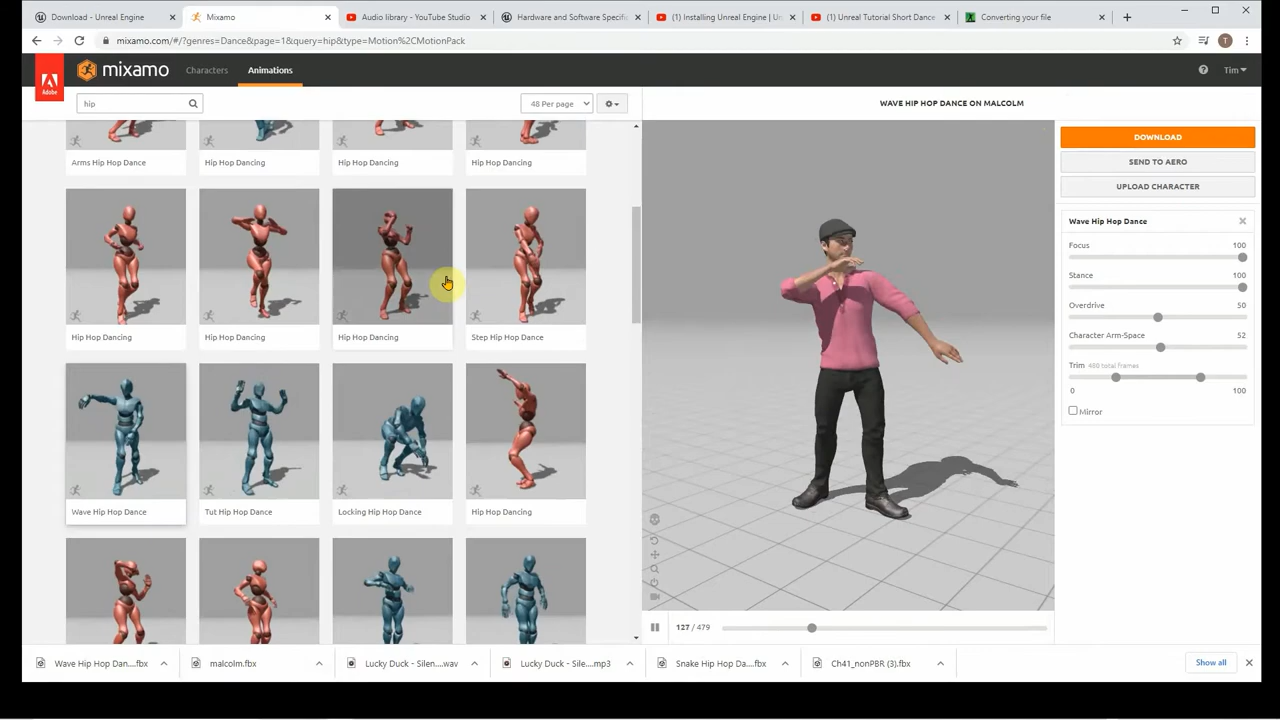 Download - Unreal Engine
Mixamo
Audio library - YouTube Studio
Hardware and Software Specific
(1) Installing Unreal Engine | Un
(1) Unreal Tutorial Short Dance
Converting your file
mixamo.com/#/?genres=Dance&page=1&query=hip&type=Motion%2CMotionPack
T
Adobe
mixamo
Characters
Animations
Tim
hip
48 Per page
WAVE HIP HOP DANCE ON MALCOLM
Arms Hip Hop Dance
Hip Hop Dancing
Hip Hop Dancing
Hip Hop Dancing
Hip Hop Dancing
Hip Hop Dancing
Hip Hop Dancing
Step Hip Hop Dance
Wave Hip Hop Dance
Tut Hip Hop Dance
Locking Hip Hop Dance
Hip Hop Dancing
DOWNLOAD
SEND TO AERO
UPLOAD CHARACTER
Wave Hip Hop Dance
Focus 100
Stance 100
Overdrive 50
Character Arm-Space 52
Trim 480 total frames
0 100
Mirror
127 / 479
Wave Hip Hop Dan....fbx
malcolm.fbx
Lucky Duck - Silen....wav
Lucky Duck - Sile....mp3
Snake Hip Hop Da....fbx
Ch41_nonPBR (3).fbx
Show all